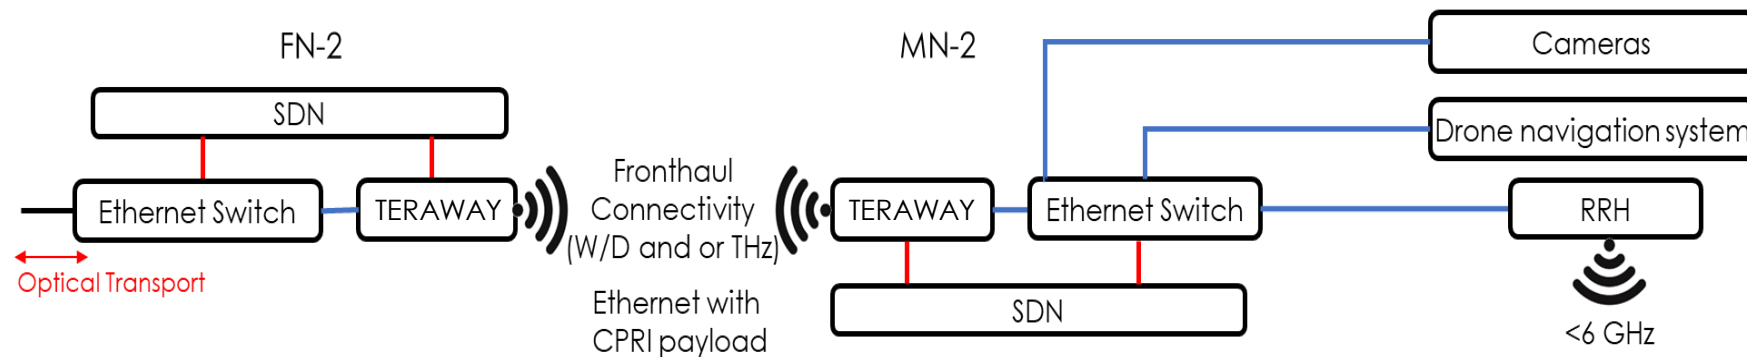 FN-2
MN-2
Cameras
SDN
Drone navigation system
Ethernet Switch
TERAWAY
Fronthaul
Connectivity
(W/D and or THz)
TERAWAY
Ethernet Switch
RRH
Optical Transport
Ethernet with
CPRI payload
SDN
<6 GHz